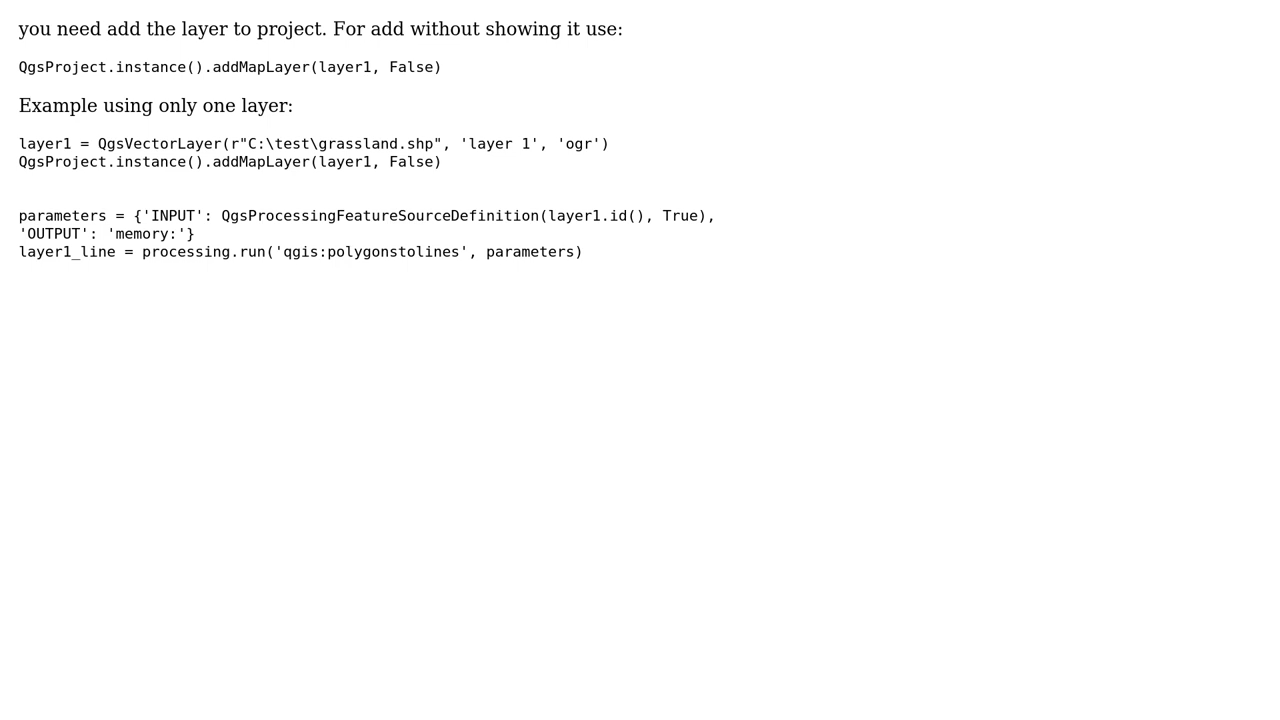 you need add the layer to project. For add without showing it use:
QgsProject.instance().addMapLayer(layer1, False)
Example using only one layer:
layer1 = QgsVectorLayer(r"C:\test\grassland.shp", 'layer 1', 'ogr')
QgsProject.instance().addMapLayer(layer1, False)
parameters = {'INPUT': QgsProcessingFeatureSourceDefinition(layer1.id(), True),
'OUTPUT': 'memory:'}
layer1_line = processing.run('qgis:polygonstolines', parameters)